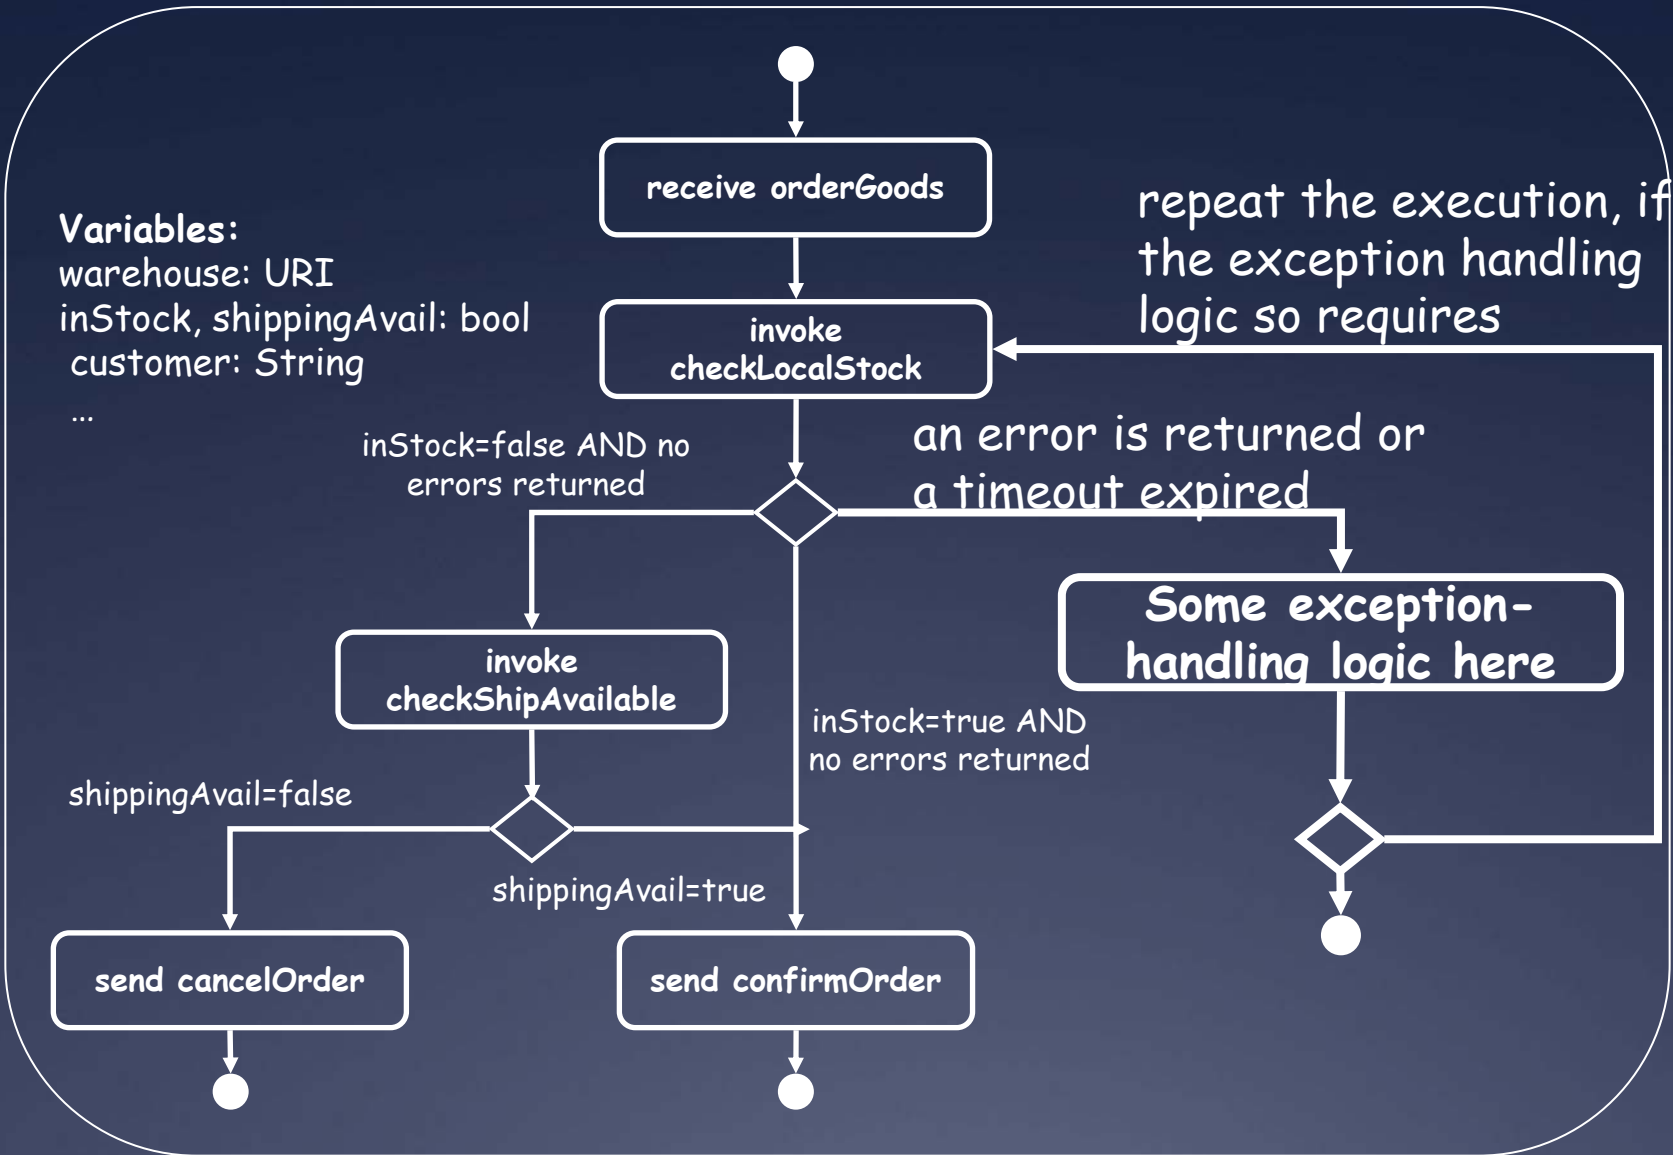 receive orderGoods
Variables:
warehouse: URI
inStock, shippingAvail: bool
customer: String
...
repeat the execution, if
the exception handling
logic so requires
invoke
checkLocalStock
inStock=false AND no
errors returned
an error is returned or
a timeout expired
Some exception-
handling logic here
invoke
checkShipAvailable
inStock=true AND
no errors returned
shippingAvail=false
shippingAvail=true
send cancelOrder
send confirmOrder